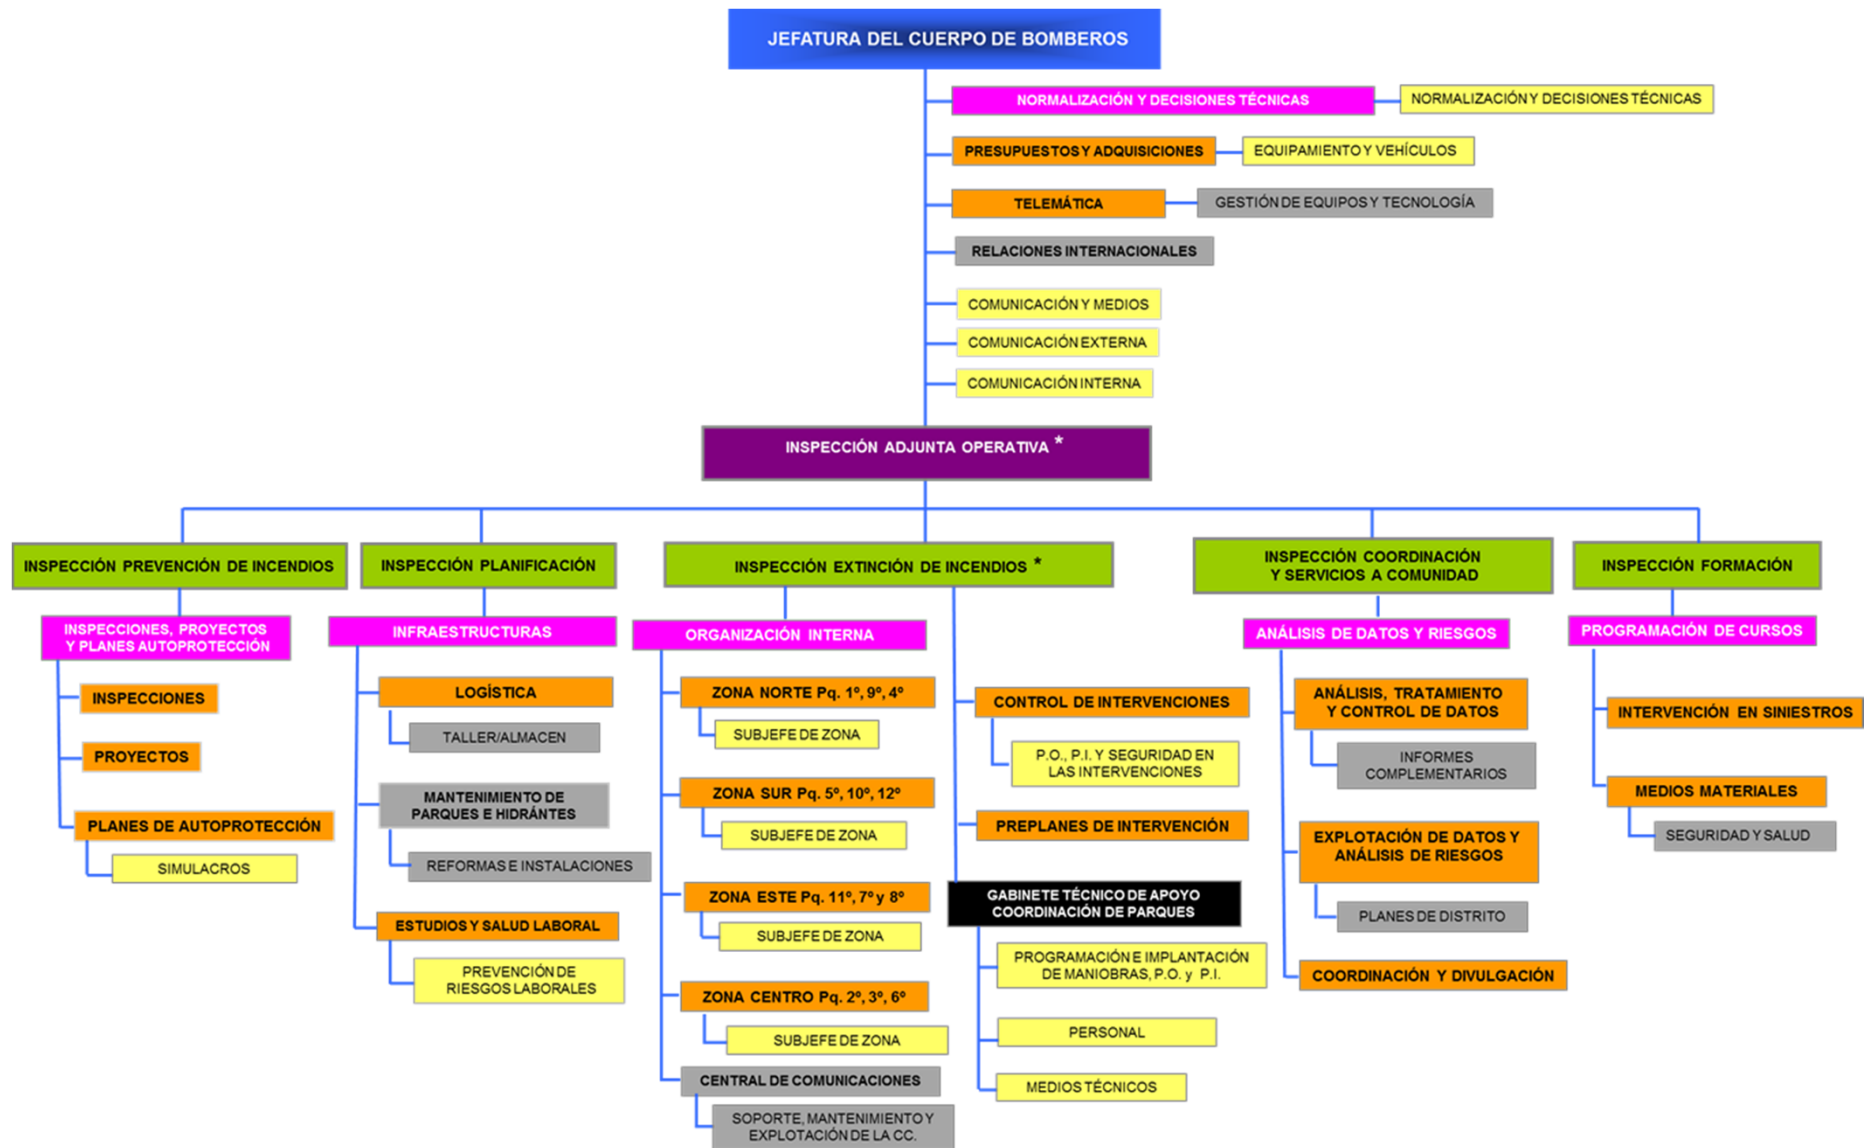 JEFATURA DEL CUERPO DE BOMBEROS
NORMALIZACIÓN Y DECISIONES TÉCNICAS
NORMALIZACIÓN Y DECISIONES TÉCNICAS
PRESUPUESTOS Y ADQUISICIONES
EQUIPAMIENTO Y VEHÍCULOS
TELEMÁTICA
GESTIÓN DE EQUIPOS Y TECNOLOGÍA
RELACIONES INTERNACIONALES
COMUNICACIÓN Y MEDIOS
COMUNICACIÓN EXTERNA
COMUNICACIÓN INTERNA
INSPECCIÓN ADJUNTA OPERATIVA *
INSPECCIÓN PREVENCIÓN DE INCENDIOS
INSPECCIONES, PROYECTOS
Y PLANES AUTOPROTECCIÓN
INSPECCIONES
PROYECTOS
PLANES DE AUTOPROTECCIÓN
SIMULACROS
INSPECCIÓN PLANIFICACIÓN
INFRAESTRUCTURAS
LOGÍSTICA
TALLER/ALMACEN
MANTENIMIENTO DE
PARQUES E HIDRÁNTES
REFORMAS E INSTALACIONES
ESTUDIOS Y SALUD LABORAL
PREVENCIÓN DE
RIESGOS LABORALES
INSPECCIÓN EXTINCIÓN DE INCENDIOS *
ORGANIZACIÓN INTERNA
ZONA NORTE Pq. 1º, 9º, 4º
SUBJEFE DE ZONA
ZONA SUR Pq. 5º, 10º, 12º
SUBJEFE DE ZONA
ZONA ESTE Pq. 11º, 7º y 8º
SUBJEFE DE ZONA
ZONA CENTRO Pq. 2º, 3º, 6º
SUBJEFE DE ZONA
CENTRAL DE COMUNICACIONES
SOPORTE, MANTENIMIENTO Y
EXPLOTACIÓN DE LA CC.
CONTROL DE INTERVENCIONES
P.O., P.I. Y SEGURIDAD EN
LAS INTERVENCIONES
PREPLANES DE INTERVENCIÓN
GABINETE TÉCNICO DE APOYO
COORDINACIÓN DE PARQUES
PROGRAMACIÓN E IMPLANTACIÓN
DE MANIOBRAS, P.O. y P.I.
PERSONAL
MEDIOS TÉCNICOS
INSPECCIÓN COORDINACIÓN
Y SERVICIOS A COMUNIDAD
ANÁLISIS DE DATOS Y RIESGOS
ANÁLISIS, TRATAMIENTO
Y CONTROL DE DATOS
INFORMES
COMPLEMENTARIOS
EXPLOTACIÓN DE DATOS Y
ANÁLISIS DE RIESGOS
PLANES DE DISTRITO
COORDINACIÓN Y DIVULGACIÓN
INSPECCIÓN FORMACIÓN
PROGRAMACIÓN DE CURSOS
INTERVENCIÓN EN SINIESTROS
MEDIOS MATERIALES
SEGURIDAD Y SALUD